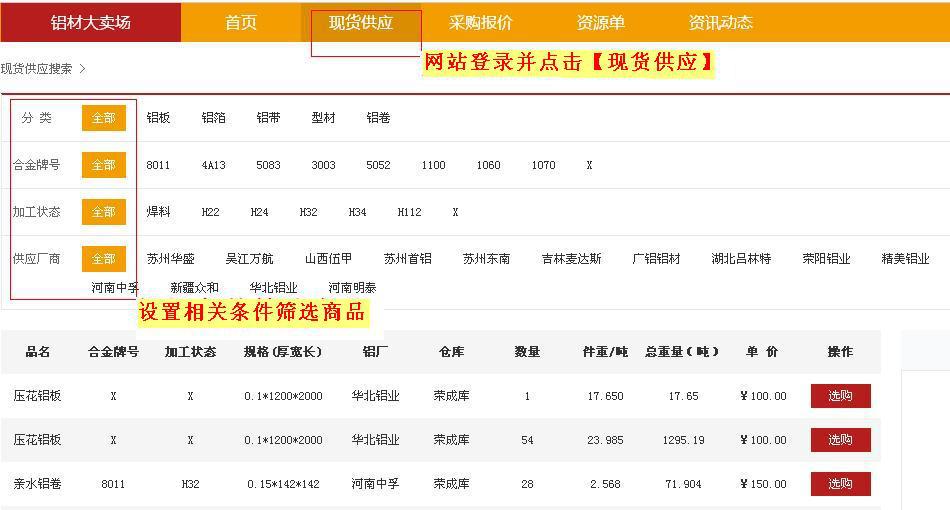 铝材大卖场 首页 现货供应 采购报价 资源单 资讯动态
网站登录并点击【现货供应】
现货供应搜索 >
分 类 全部 铝板 铝箔 铝带 型材 铝卷
合金牌号 全部 8011 4A13 5083 3003 5052 1100 1060 1070 X
加工状态 全部 焊料 H22 H24 H32 H34 H112 X
供应厂商 全部 苏州华盛 吴江万航 山西伍甲 苏州首铝 苏州东南 吉林麦达斯 广铝铝材 湖北吕林特 荣阳铝业 精美铝业
河南中孚 新疆众和 华北铝业 河南明泰
设置相关条件筛选商品
品名 合金牌号 加工状态 规格(厚宽长) 铝厂 仓库 数量 件重/吨 总重量(吨) 单 价 操作
压花铝板 X X 0.1*1200*2000 华北铝业 荣成库 1 17.650 17.65 ¥100.00 选购
压花铝板 X X 0.1*1200*2000 华北铝业 荣成库 54 23.985 1295.19 ¥100.00 选购
亲水铝卷 8011 H32 0.15*142*142 河南中孚 荣成库 28 2.568 71.904 ¥150.00 选购